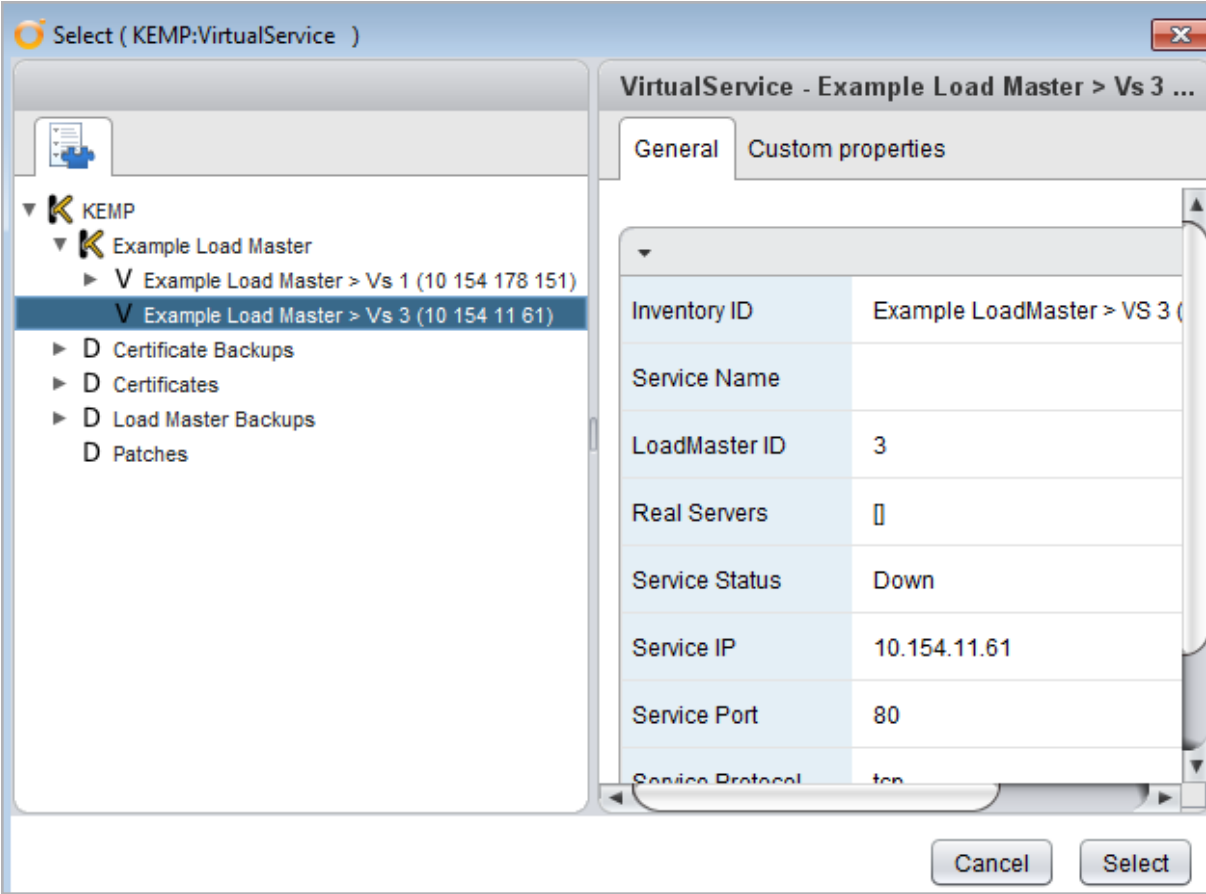 Select ( KEMP:VirtualService )
VirtualService - Example Load Master > Vs 3 ...
General Custom properties
KEMP
Example Load Master
V Example Load Master > Vs 1 (10 154 178 151)
V Example Load Master > Vs 3 (10 154 11 61)
D Certificate Backups
D Certificates
D Load Master Backups
D Patches
Inventory ID Example LoadMaster > VS 3 (
Service Name
LoadMaster ID 3
Real Servers []
Service Status Down
Service IP 10.154.11.61
Service Port 80
Service Protocol tcp
Cancel Select